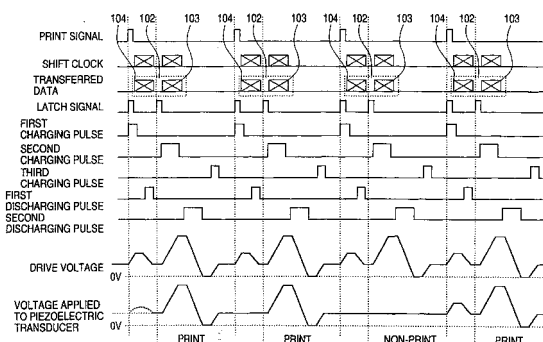 104 102 103 104 102 103 104 102 103 104 102 103
PRINT SIGNAL
SHIFT CLOCK
TRANSFERRED
DATA
LATCH SIGNAL
FIRST
CHARGING PULSE
SECOND
CHARGING PULSE
THIRD
CHARGING PULSE
FIRST
DISCHARGING PULSE
SECOND
DISCHARGING PULSE
DRIVE VOLTAGE
0V
VOLTAGE APPLIED
TO PIEZOELECTRIC
TRANSDUCER
0V
PRINT PRINT NON-PRINT PRINT